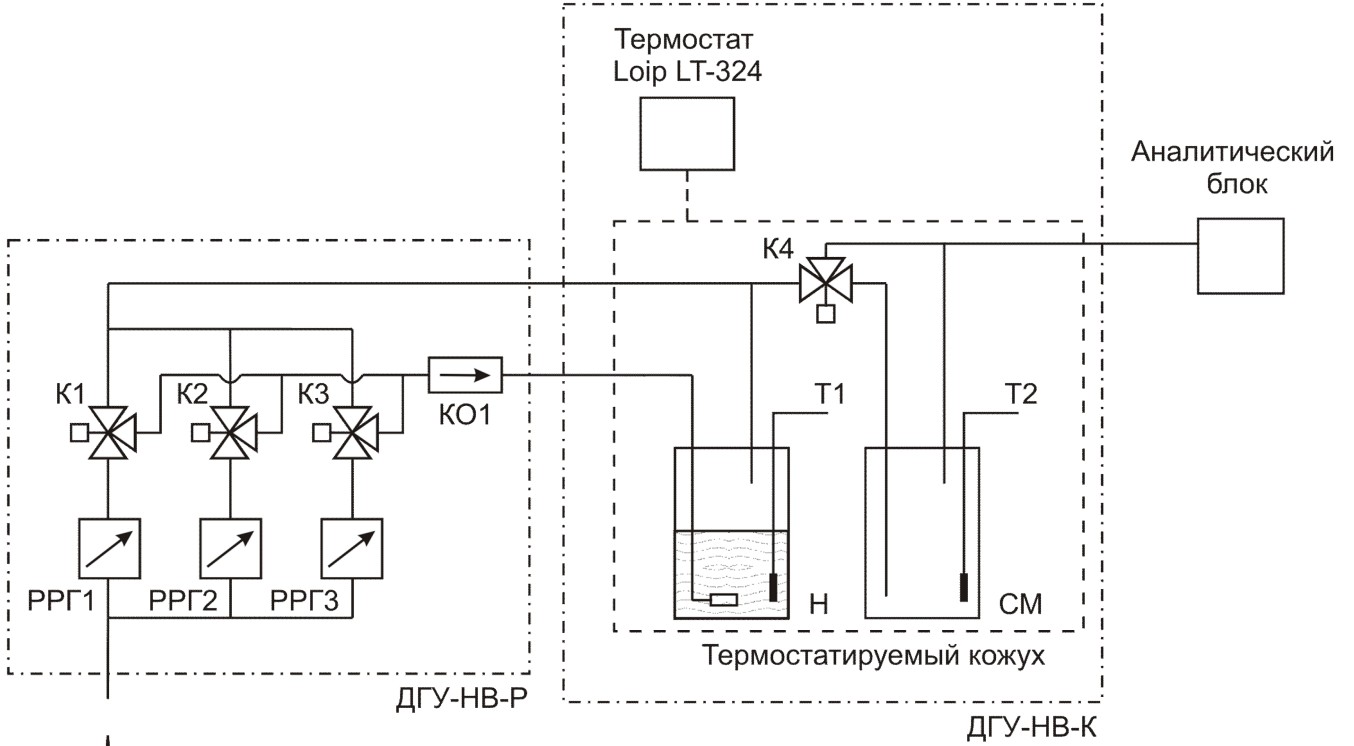 Термостат
Loip LT-324
Аналитический
блок
К4
К1
К2
К3
КО1
Т1
Т2
РРГ1
РРГ2
РРГ3
Н
СМ
Термостатируемый кожух
ДГУ-НВ-Р
ДГУ-НВ-К